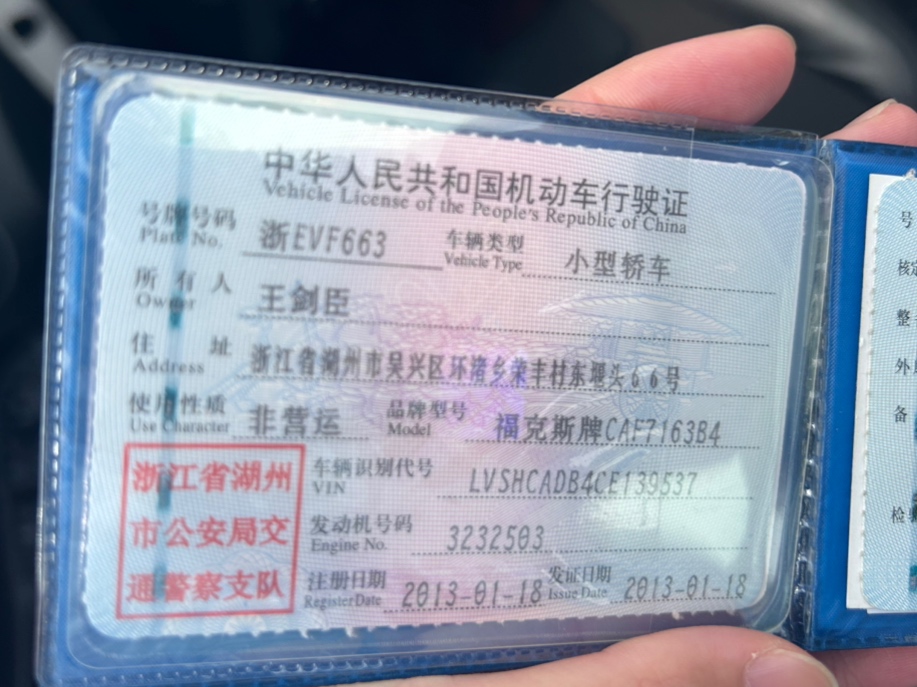 中华人民共和国机动车行驶证
Vehicle License of the People's Republic of China
号牌号码 浙EVF663 车辆类型 小型轿车
Plate No. Vehicle Type
所有人 王剑臣
Owner
住址 浙江省湖州市吴兴区环渚乡荣丰村东堰头66号
Address
使用性质 非营运 品牌型号 福克斯牌CAF7163B4
Use Character Model
浙江省湖州
市公安局交
通警察支队
车辆识别代号 LVSHCADB4CE139537
VIN
发动机号码 3232503
Engine No.
注册日期 2013-01-18 发证日期 2013-01-18
Register Date Issue Date
号
核定
整
外
备
检